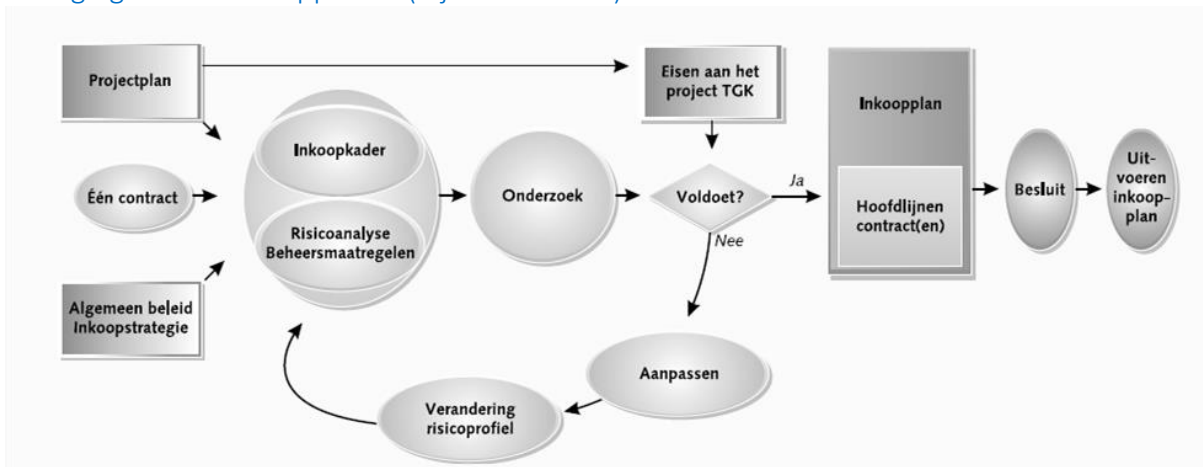 Projectplan
Eisen aan het
project TGK
Inkoopplan
Inkoopkader
Één contract
Onderzoek
Voldoet?
Ja
Nee
Hoofdlijnen
contract(en)
Besluit
Uit-
voeren
inkoop-
plan
Risicoanalyse
Beheersmaatregelen
Algemeen beleid
Inkoopstrategie
Aanpassen
Verandering
risicoprofiel